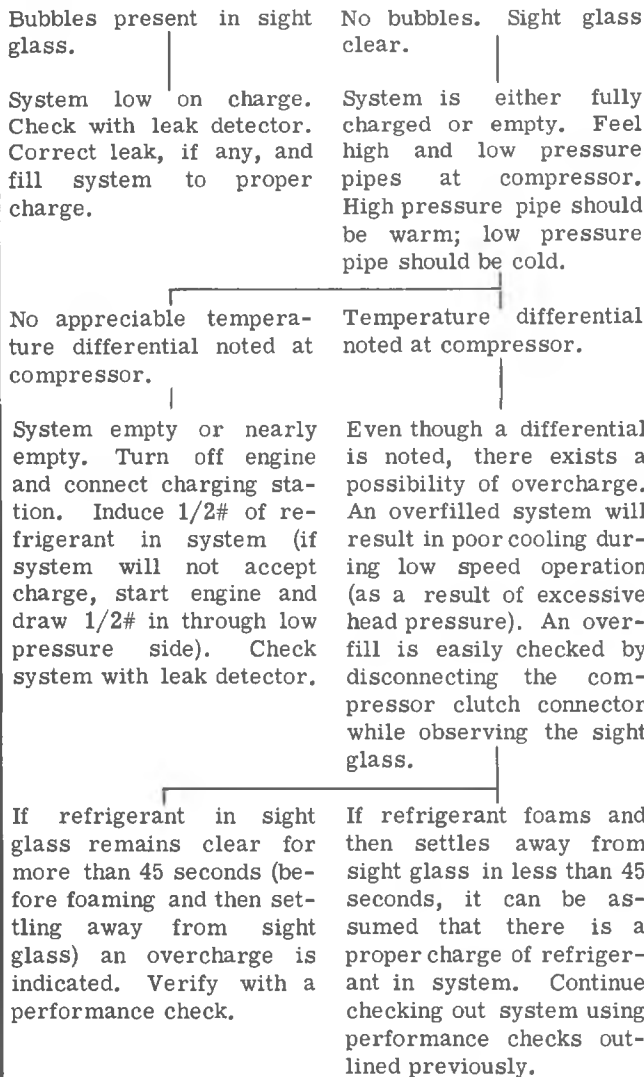 Bubbles present in sight
glass.
No bubbles. Sight glass
clear.
System low on charge.
Check with leak detector.
Correct leak, if any, and
fill system to proper
charge.
System is either fully
charged or empty. Feel
high and low pressure
pipes at compressor.
High pressure pipe should
be warm; low pressure
pipe should be cold.
No appreciable tempera-
ture differential noted at
compressor.
Temperature differential
noted at compressor.
System empty or nearly
empty. Turn off engine
and connect charging sta-
tion. Induce 1/2# of re-
frigerant in system (if
system will not accept
charge, start engine and
draw 1/2# in through low
pressure side). Check
system with leak detector.
Even though a differential
is noted, there exists a
possibility of overcharge.
An overfilled system will
result in poor cooling dur-
ing low speed operation
(as a result of excessive
head pressure). An over-
fill is easily checked by
disconnecting the com-
pressor clutch connector
while observing the sight
glass.
If refrigerant in sight
glass remains clear for
more than 45 seconds (be-
fore foaming and then set-
tling away from sight
glass) an overcharge is
indicated. Verify with a
performance check.
If refrigerant foams and
then settles away from
sight glass in less than 45
seconds, it can be as-
sumed that there is a
proper charge of refriger-
ant in system. Continue
checking out system using
performance checks out-
lined previously.